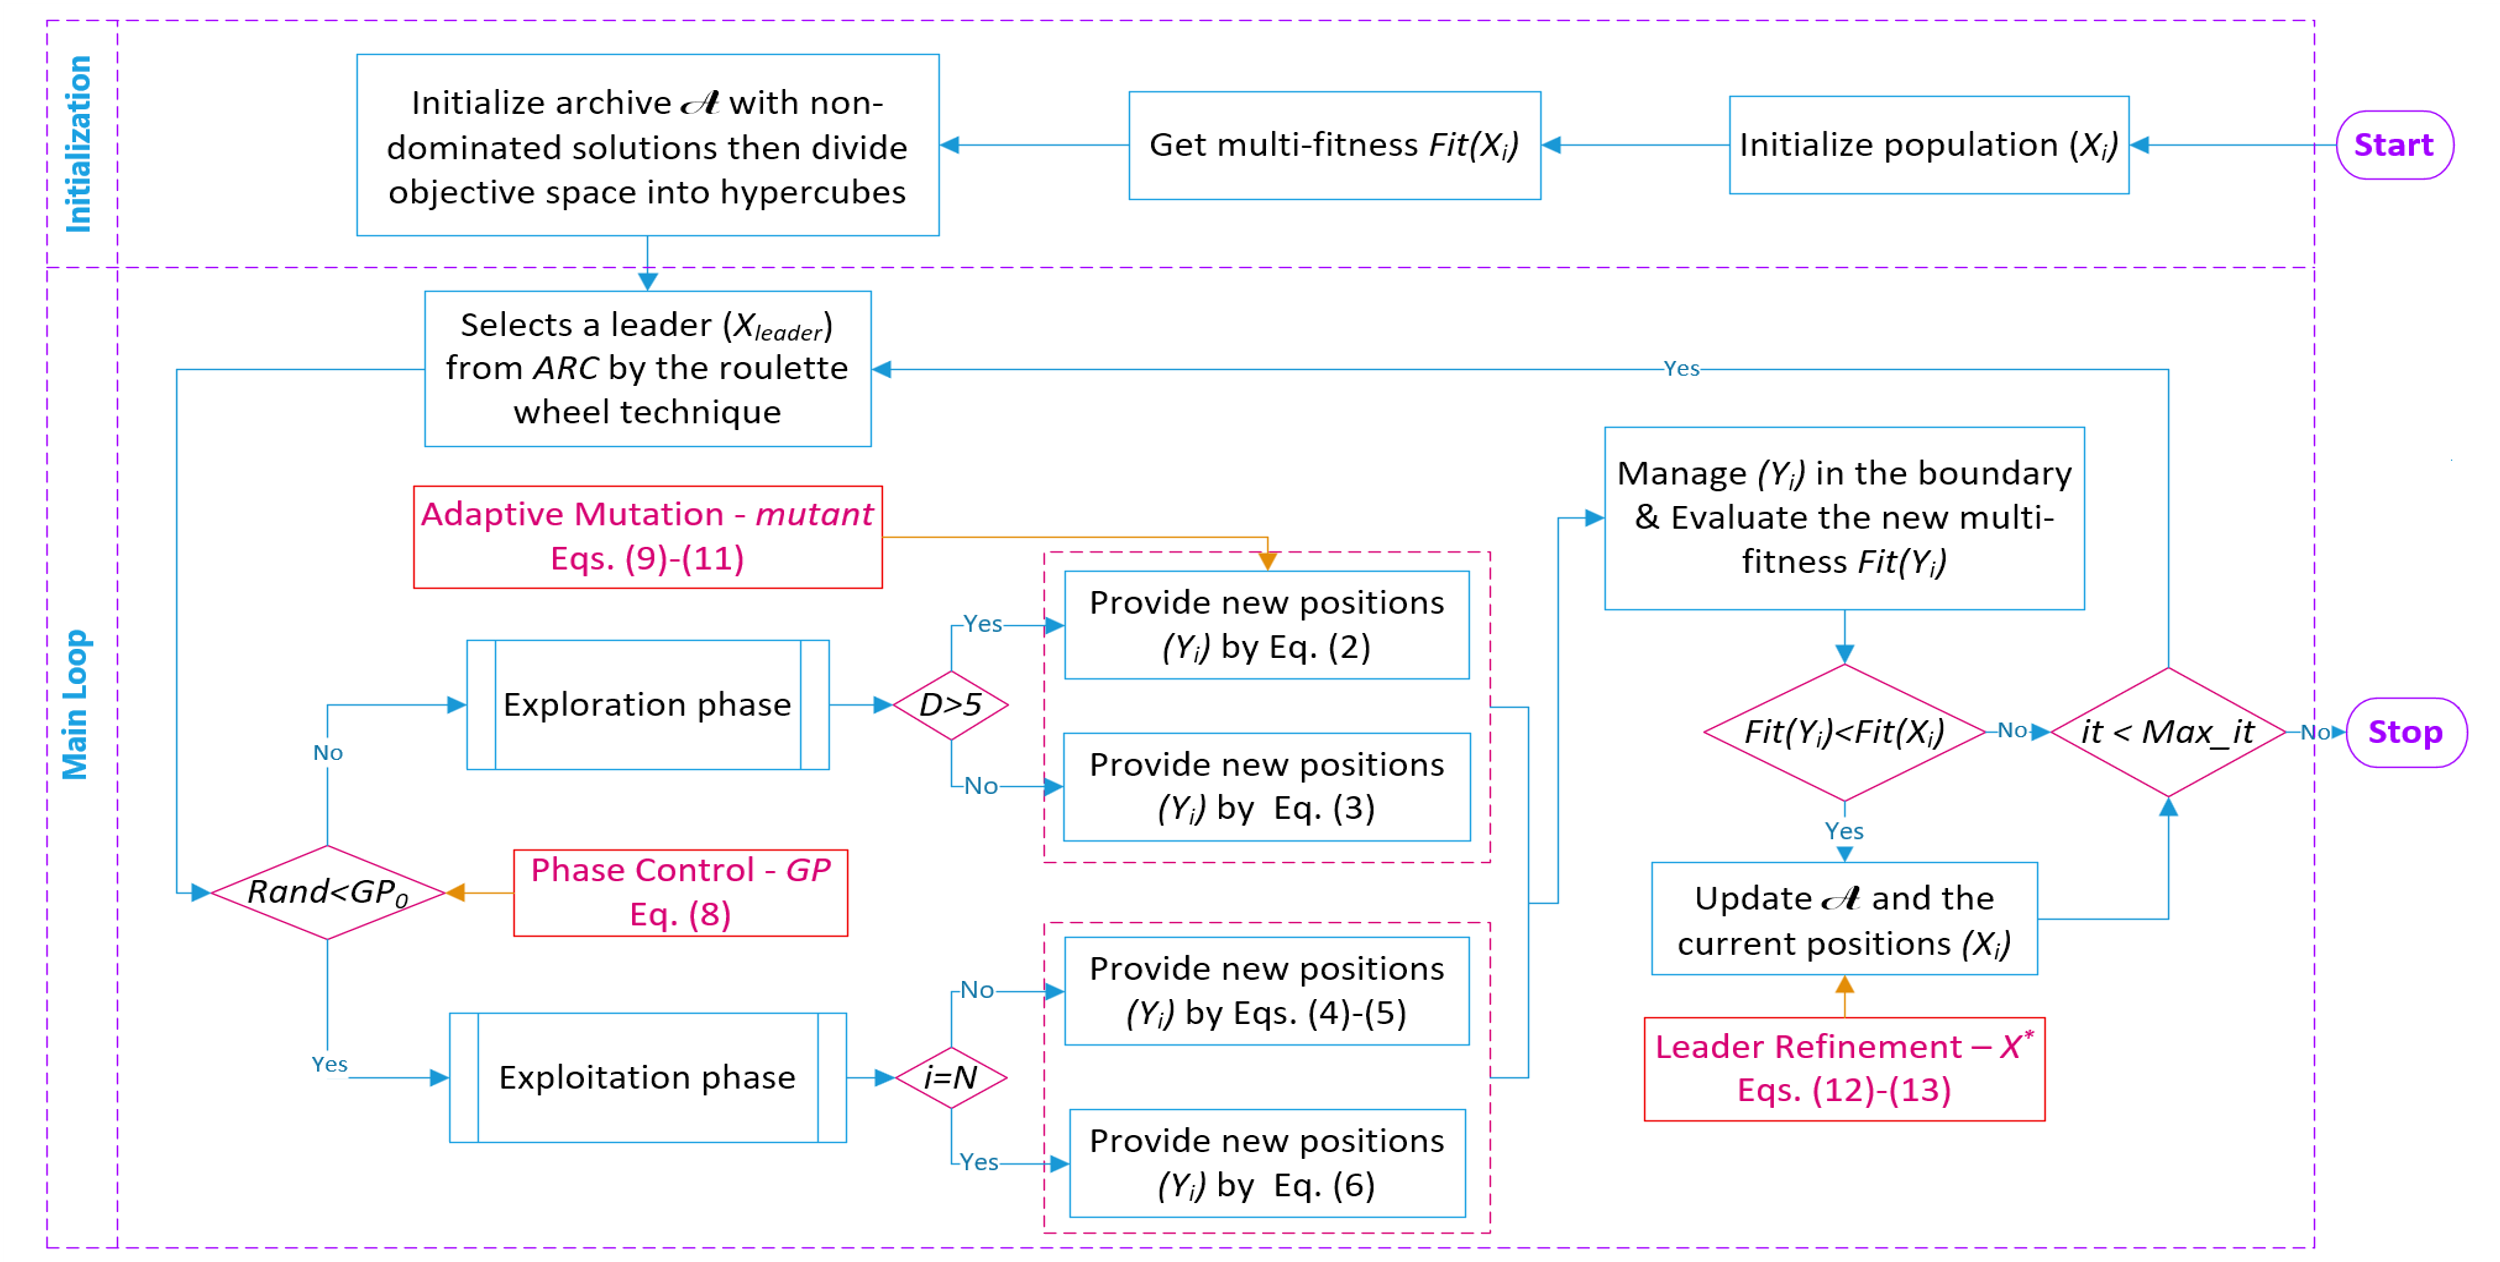 Initialization
Start
Initialize population (Xi)
Get multi-fitness Fit(Xi)
Initialize archive 𝓐 with non-
dominated solutions then divide
objective space into hypercubes
Main Loop
Selects a leader (Xleader)
from ARC by the roulette
wheel technique
Yes
Adaptive Mutation - mutant
Eqs. (9)-(11)
Rand<GP0
Phase Control - GP
Eq. (8)
No
Exploration phase
D>5
Yes
Provide new positions
(Yi) by Eq. (2)
No
Provide new positions
(Yi) by  Eq. (3)
Yes
Exploitation phase
i=N
No
Provide new positions
(Yi) by Eqs. (4)-(5)
Yes
Provide new positions
(Yi) by  Eq. (6)
Manage (Yi) in the boundary
& Evaluate the new multi-
fitness Fit(Yi)
Fit(Yi)<Fit(Xi)
No
it < Max_it
No
Stop
Yes
Update 𝓐 and the
current positions (Xi)
Leader Refinement – X*
Eqs. (12)-(13)